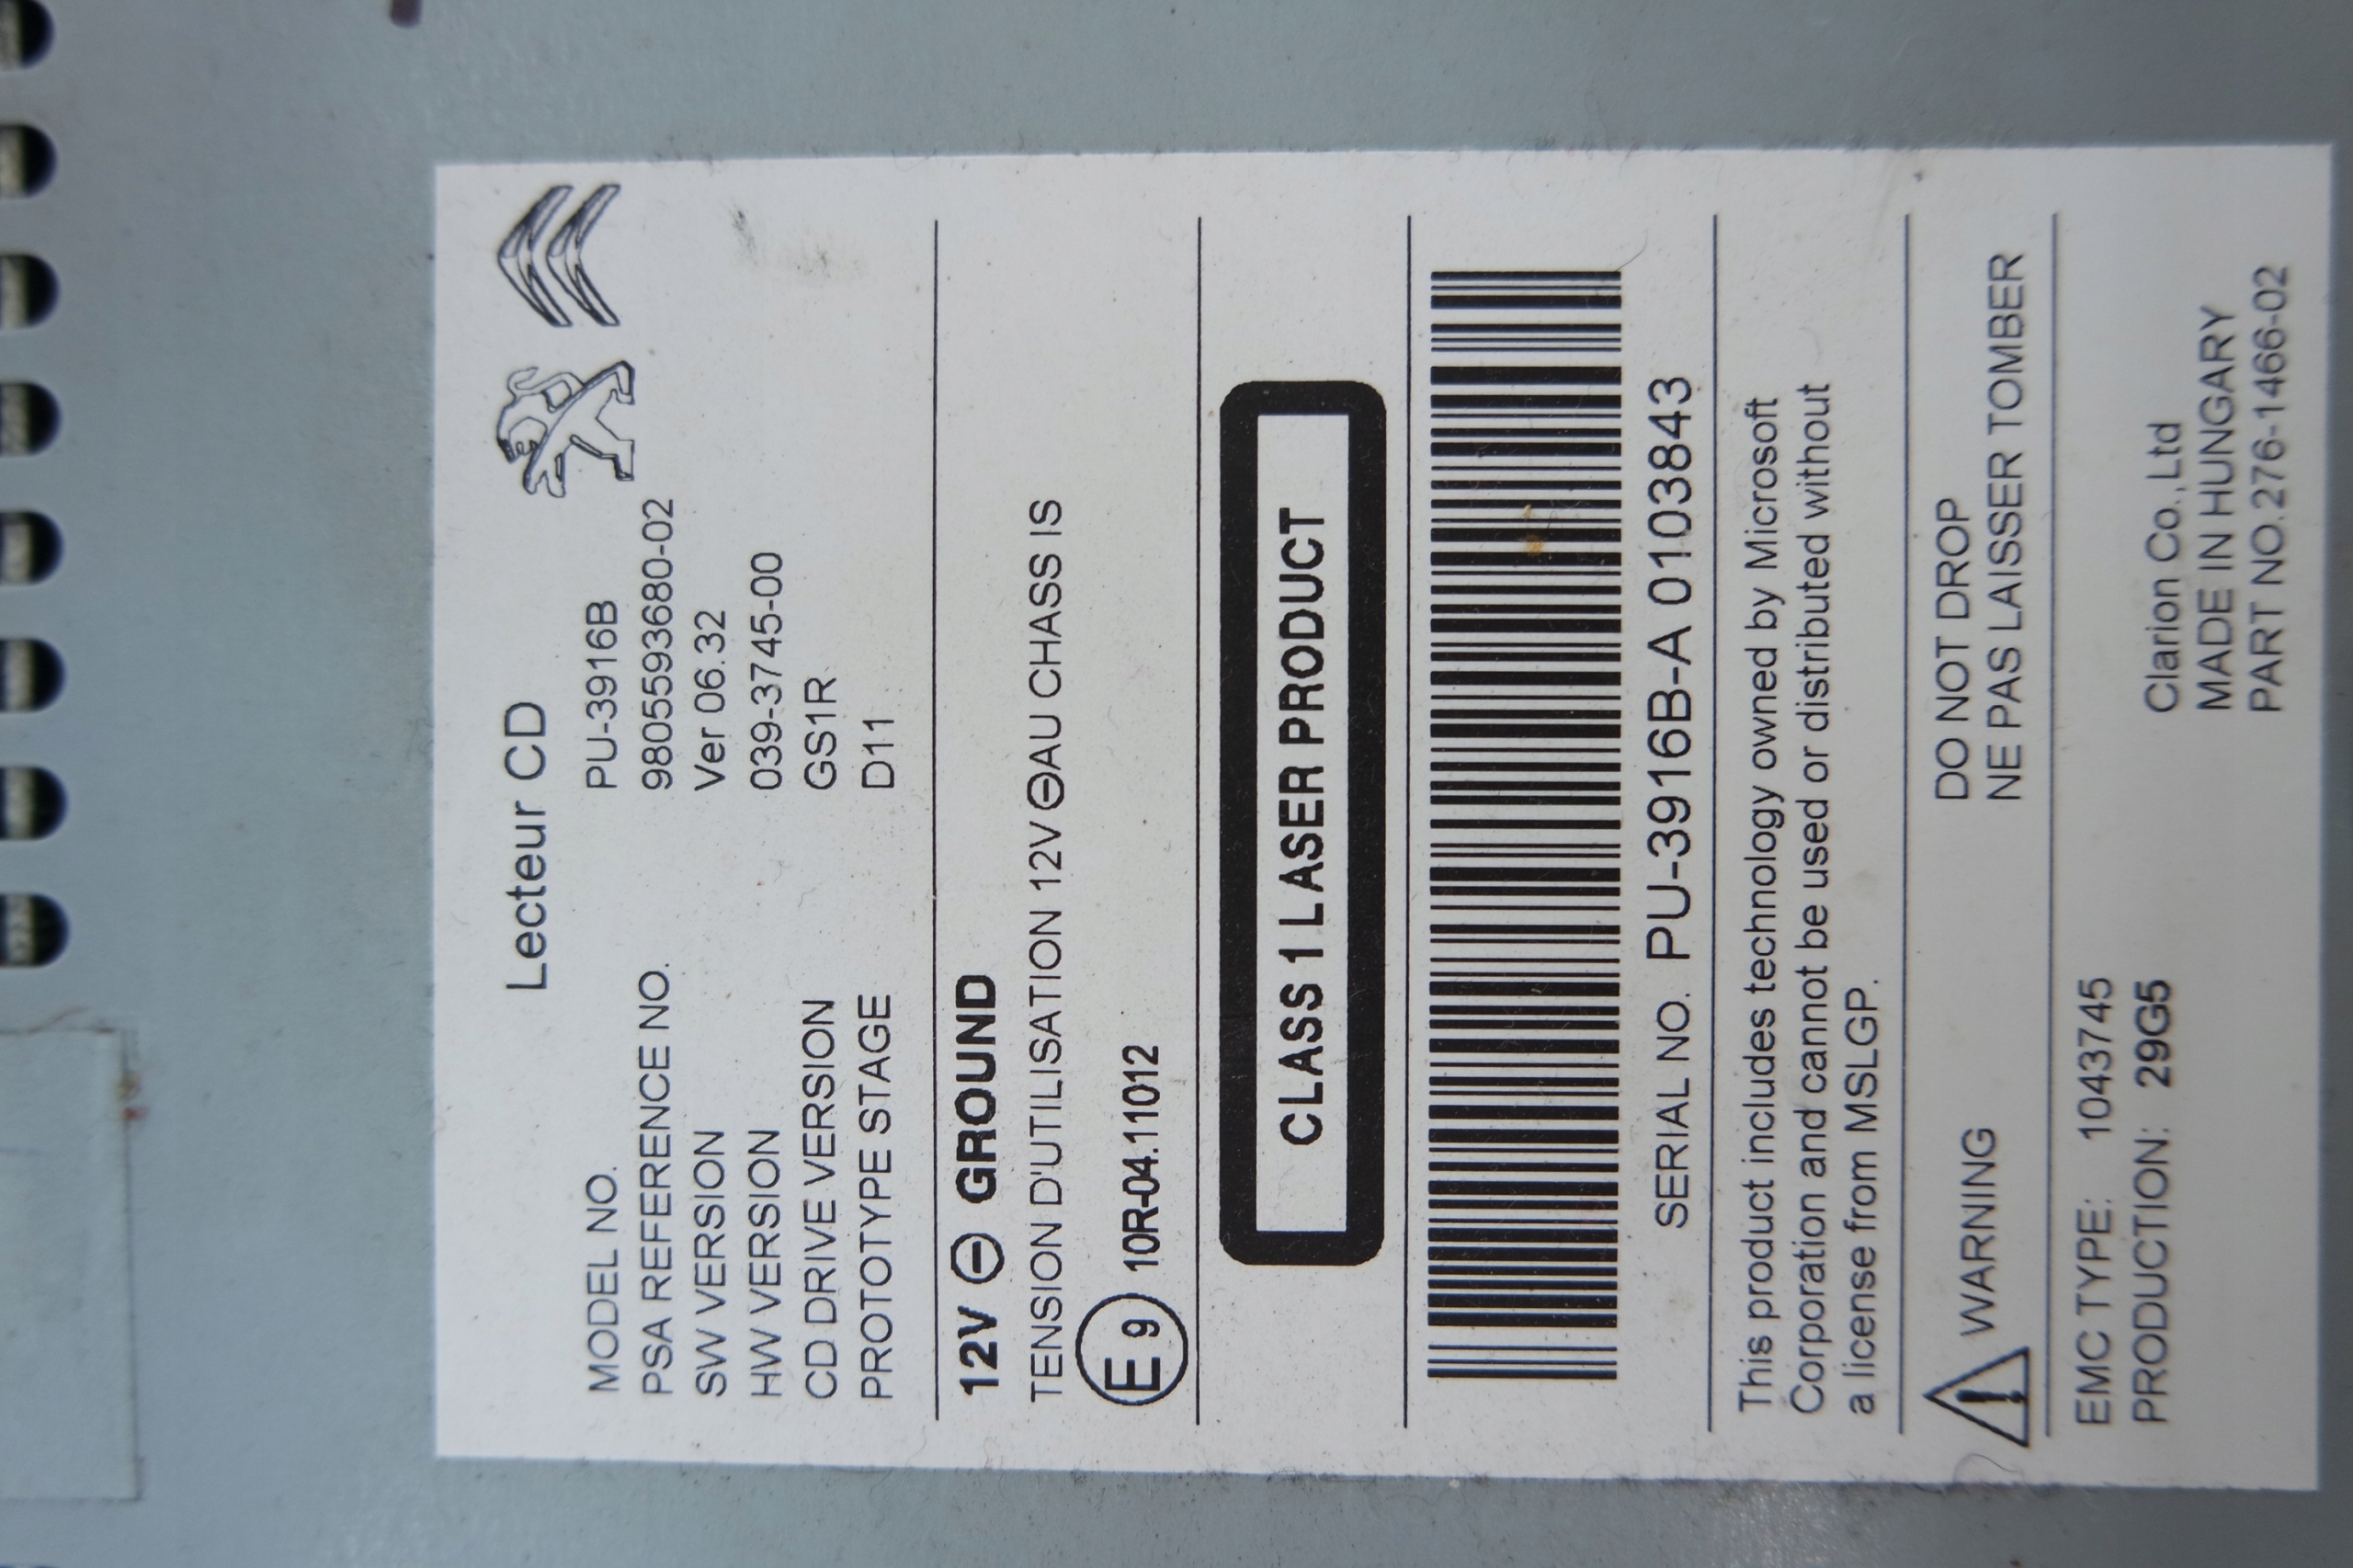 Lecteur CD
MODEL NO. PU-3916B
PSA REFERENCE NO. 9805593680-02
SW VERSION Ver 06.32
HW VERSION 039-3745-00
CD DRIVE VERSION GS1R
PROTOTYPE STAGE D11
12V ⊖ GROUND
TENSION D'UTILISATION 12V ⊖AU CHASS IS
E 9 10R-04.11012
CLASS 1 LASER PRODUCT
SERIAL NO. PU-3916B-A 0103843
This product includes technology owned by Microsoft
Corporation and cannot be used or distributed without
a license from MSLGP.
WARNING
DO NOT DROP
NE PAS LAISSER TOMBER
EMC TYPE: 1043745
PRODUCTION: 29G5
Clarion Co.,Ltd
MADE IN HUNGARY
PART NO.276-1466-02